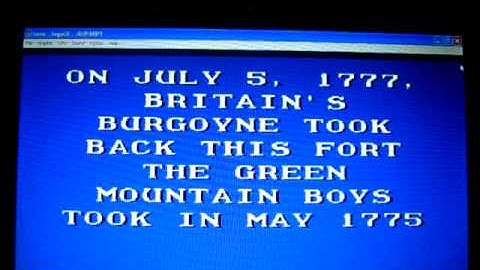 ON JULY 5, 1777,
BRITAIN'S
BURGOYNE TOOK
BACK THIS FORT
THE GREEN
MOUNTAIN BOYS
TOOK IN MAY 1775